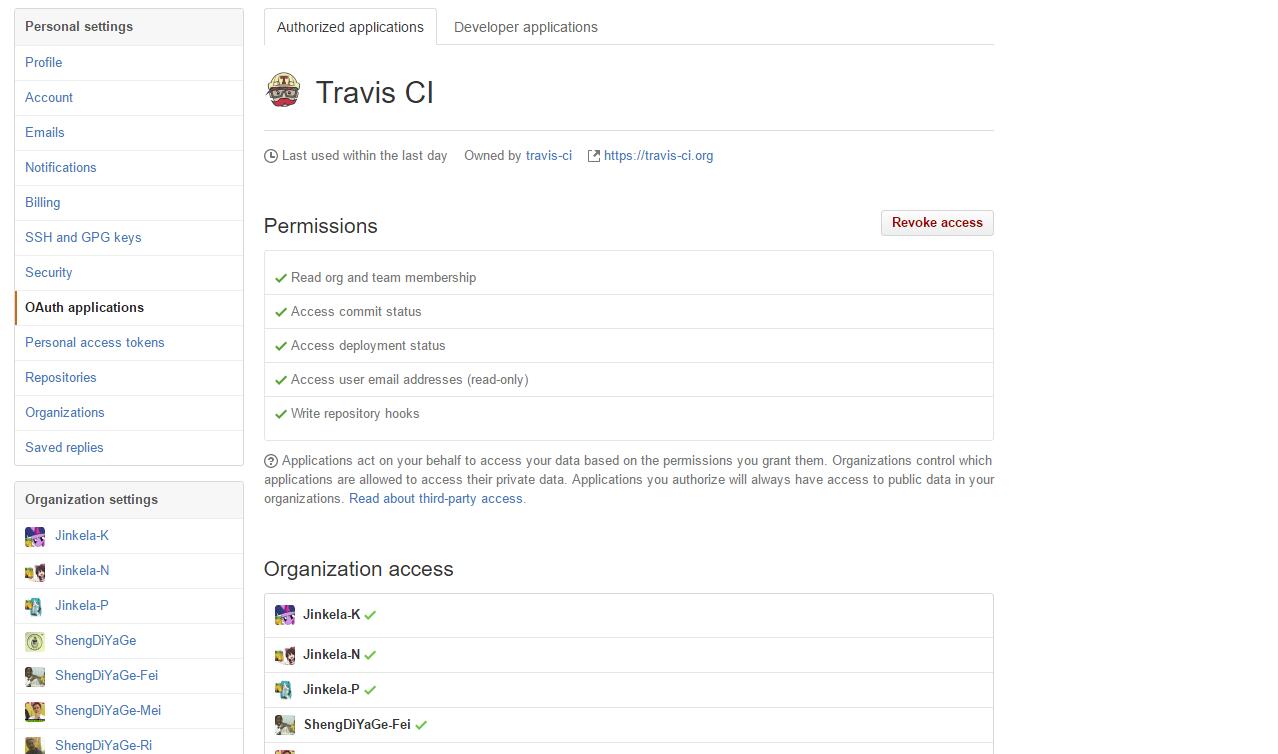 Personal settings
Profile
Account
Emails
Notifications
Billing
SSH and GPG keys
Security
OAuth applications
Personal access tokens
Repositories
Organizations
Saved replies
Organization settings
Jinkela-K
Jinkela-N
Jinkela-P
ShengDiYaGe
ShengDiYaGe-Fei
ShengDiYaGe-Mei
ShengDiYaGe-Ri
Authorized applications Developer applications
Travis CI
Last used within the last day Owned by travis-ci https://travis-ci.org
Permissions Revoke access
Read org and team membership
Access commit status
Access deployment status
Access user email addresses (read-only)
Write repository hooks
Applications act on your behalf to access your data based on the permissions you grant them. Organizations control which
applications are allowed to access their private data. Applications you authorize will always have access to public data in your
organizations. Read about third-party access.
Organization access
Jinkela-K
Jinkela-N
Jinkela-P
ShengDiYaGe-Fei